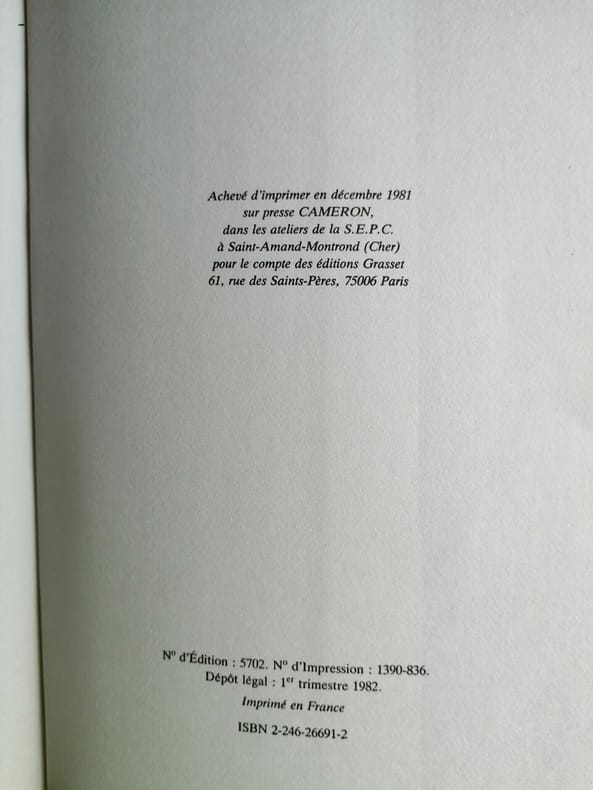 Achevé d'imprimer en décembre 1981
sur presse CAMERON,
dans les ateliers de la S.E.P.C.
à Saint-Amand-Montrond (Cher)
pour le compte des éditions Grasset
61, rue des Saints-Pères, 75006 Paris
Nº d'Édition : 5702. Nº d'Impression : 1390-836.
Dépôt légal : 1er trimestre 1982.
Imprimé en France
ISBN 2-246-26691-2